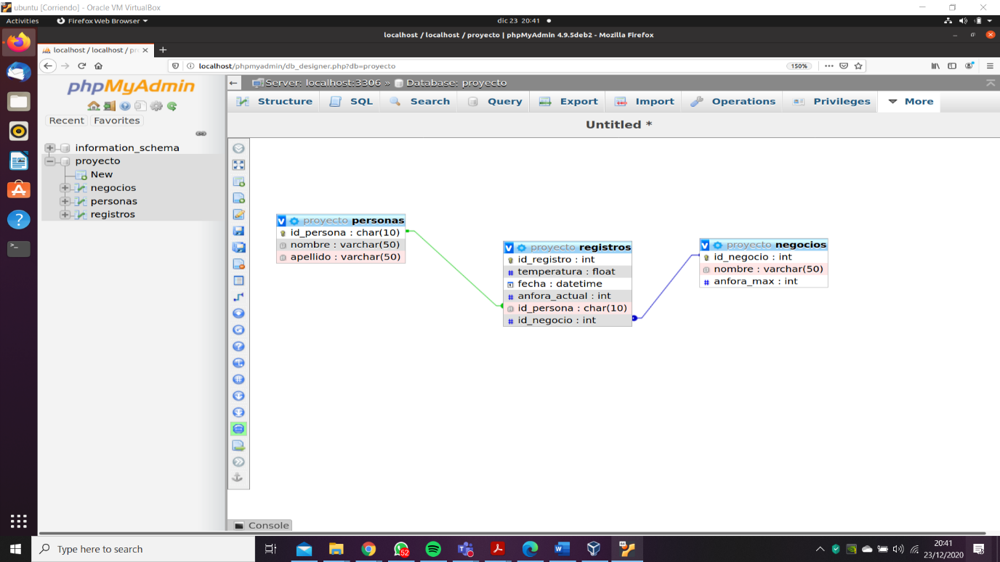 ubuntu [Corriendo] - Oracle VM VirtualBox
Activities
Firefox Web Browser
dic 23 20:41
localhost / localhost / proyecto | phpMyAdmin 4.9.5deb2 - Mozilla Firefox
localhost / localhost / pr
localhost/phpmyadmin/db_designer.php?db=proyecto
150%
phpMyAdmin
Recent
Favorites
information_schema
proyecto
New
negocios
personas
registros
Server: localhost:3306 » Database: proyecto
Structure
SQL
Search
Query
Export
Import
Operations
Privileges
More
Untitled *
proyecto personas
id_persona : char(10)
nombre : varchar(50)
apellido : varchar(50)
proyecto registros
id_registro : int
temperatura : float
fecha : datetime
anfora_actual : int
id_persona : char(10)
id_negocio : int
proyecto negocios
id_negocio : int
nombre : varchar(50)
anfora_max : int
Console
Type here to search
52
20:41
23/12/2020